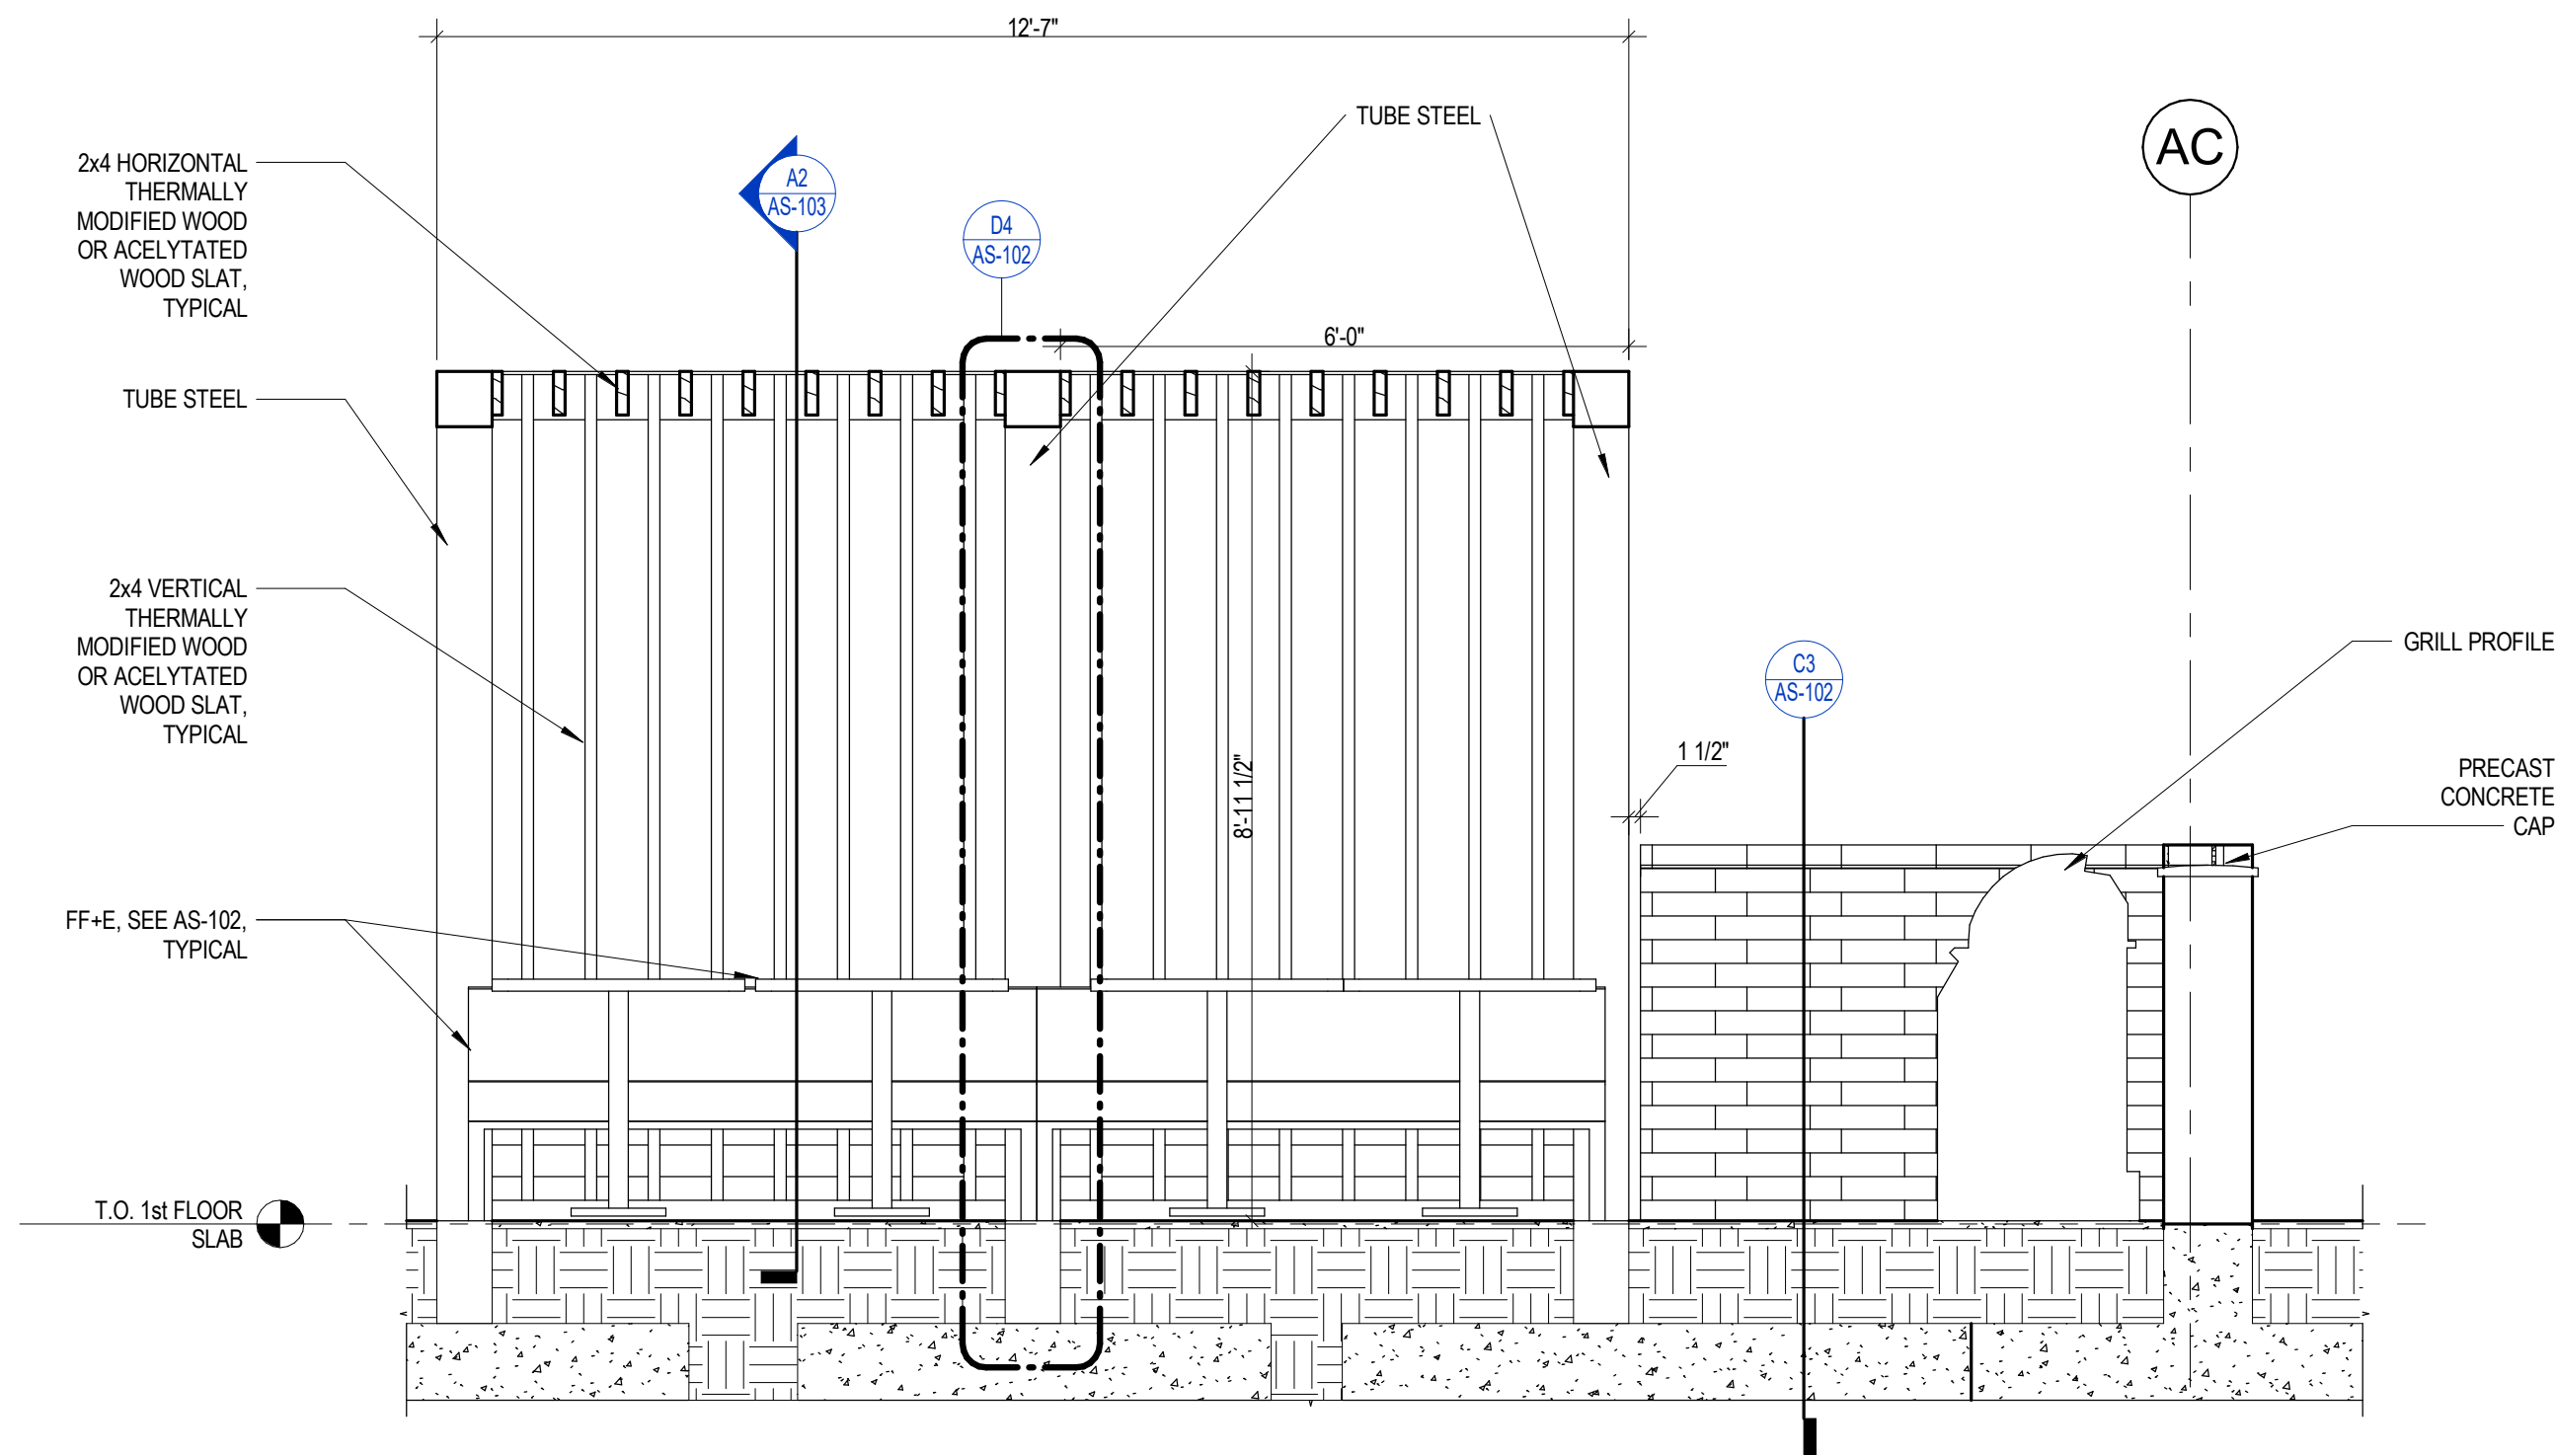 12'-7"
TUBE STEEL
AC
2x4 HORIZONTAL
THERMALLY
MODIFIED WOOD
OR ACELYTATED
WOOD SLAT,
TYPICAL
A2
AS-103
D4
AS-102
6'-0"
TUBE STEEL
2x4 VERTICAL
THERMALLY
MODIFIED WOOD
OR ACELYTATED
WOOD SLAT,
TYPICAL
C3
AS-102
GRILL PROFILE
1 1/2"
8'-11 1/2"
PRECAST
CONCRETE
CAP
FF+E, SEE AS-102,
TYPICAL
T.O. 1st FLOOR
SLAB